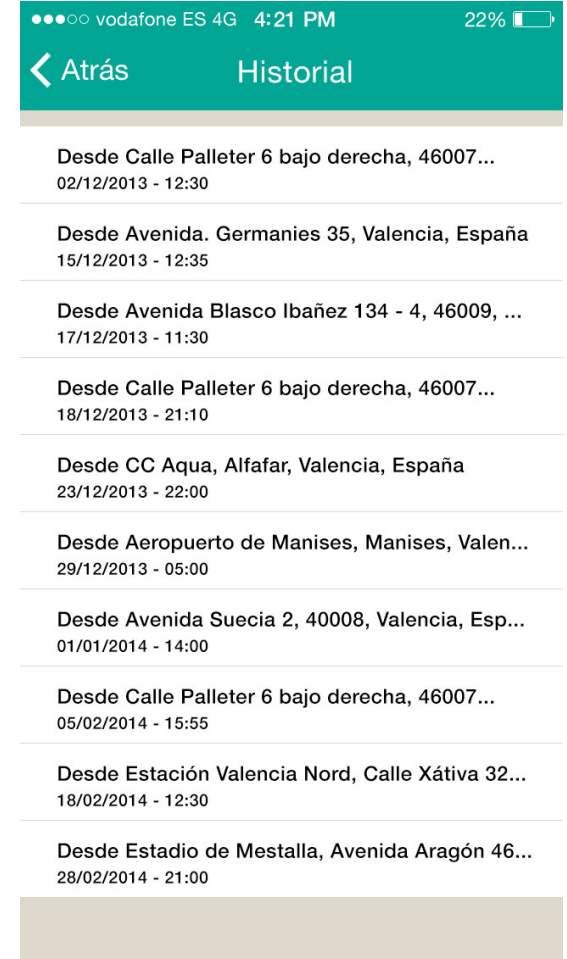 vodafone ES 4G 4:21 PM 22%
Atrás Historial
Desde Calle Palleter 6 bajo derecha, 46007...
02/12/2013 - 12:30
Desde Avenida. Germanies 35, Valencia, España
15/12/2013 - 12:35
Desde Avenida Blasco Ibañez 134 - 4, 46009, ...
17/12/2013 - 11:30
Desde Calle Palleter 6 bajo derecha, 46007...
18/12/2013 - 21:10
Desde CC Aqua, Alfafar, Valencia, España
23/12/2013 - 22:00
Desde Aeropuerto de Manises, Manises, Valen...
29/12/2013 - 05:00
Desde Avenida Suecia 2, 40008, Valencia, Esp...
01/01/2014 - 14:00
Desde Calle Palleter 6 bajo derecha, 46007...
05/02/2014 - 15:55
Desde Estación Valencia Nord, Calle Xátiva 32...
18/02/2014 - 12:30
Desde Estadio de Mestalla, Avenida Aragón 46...
28/02/2014 - 21:00